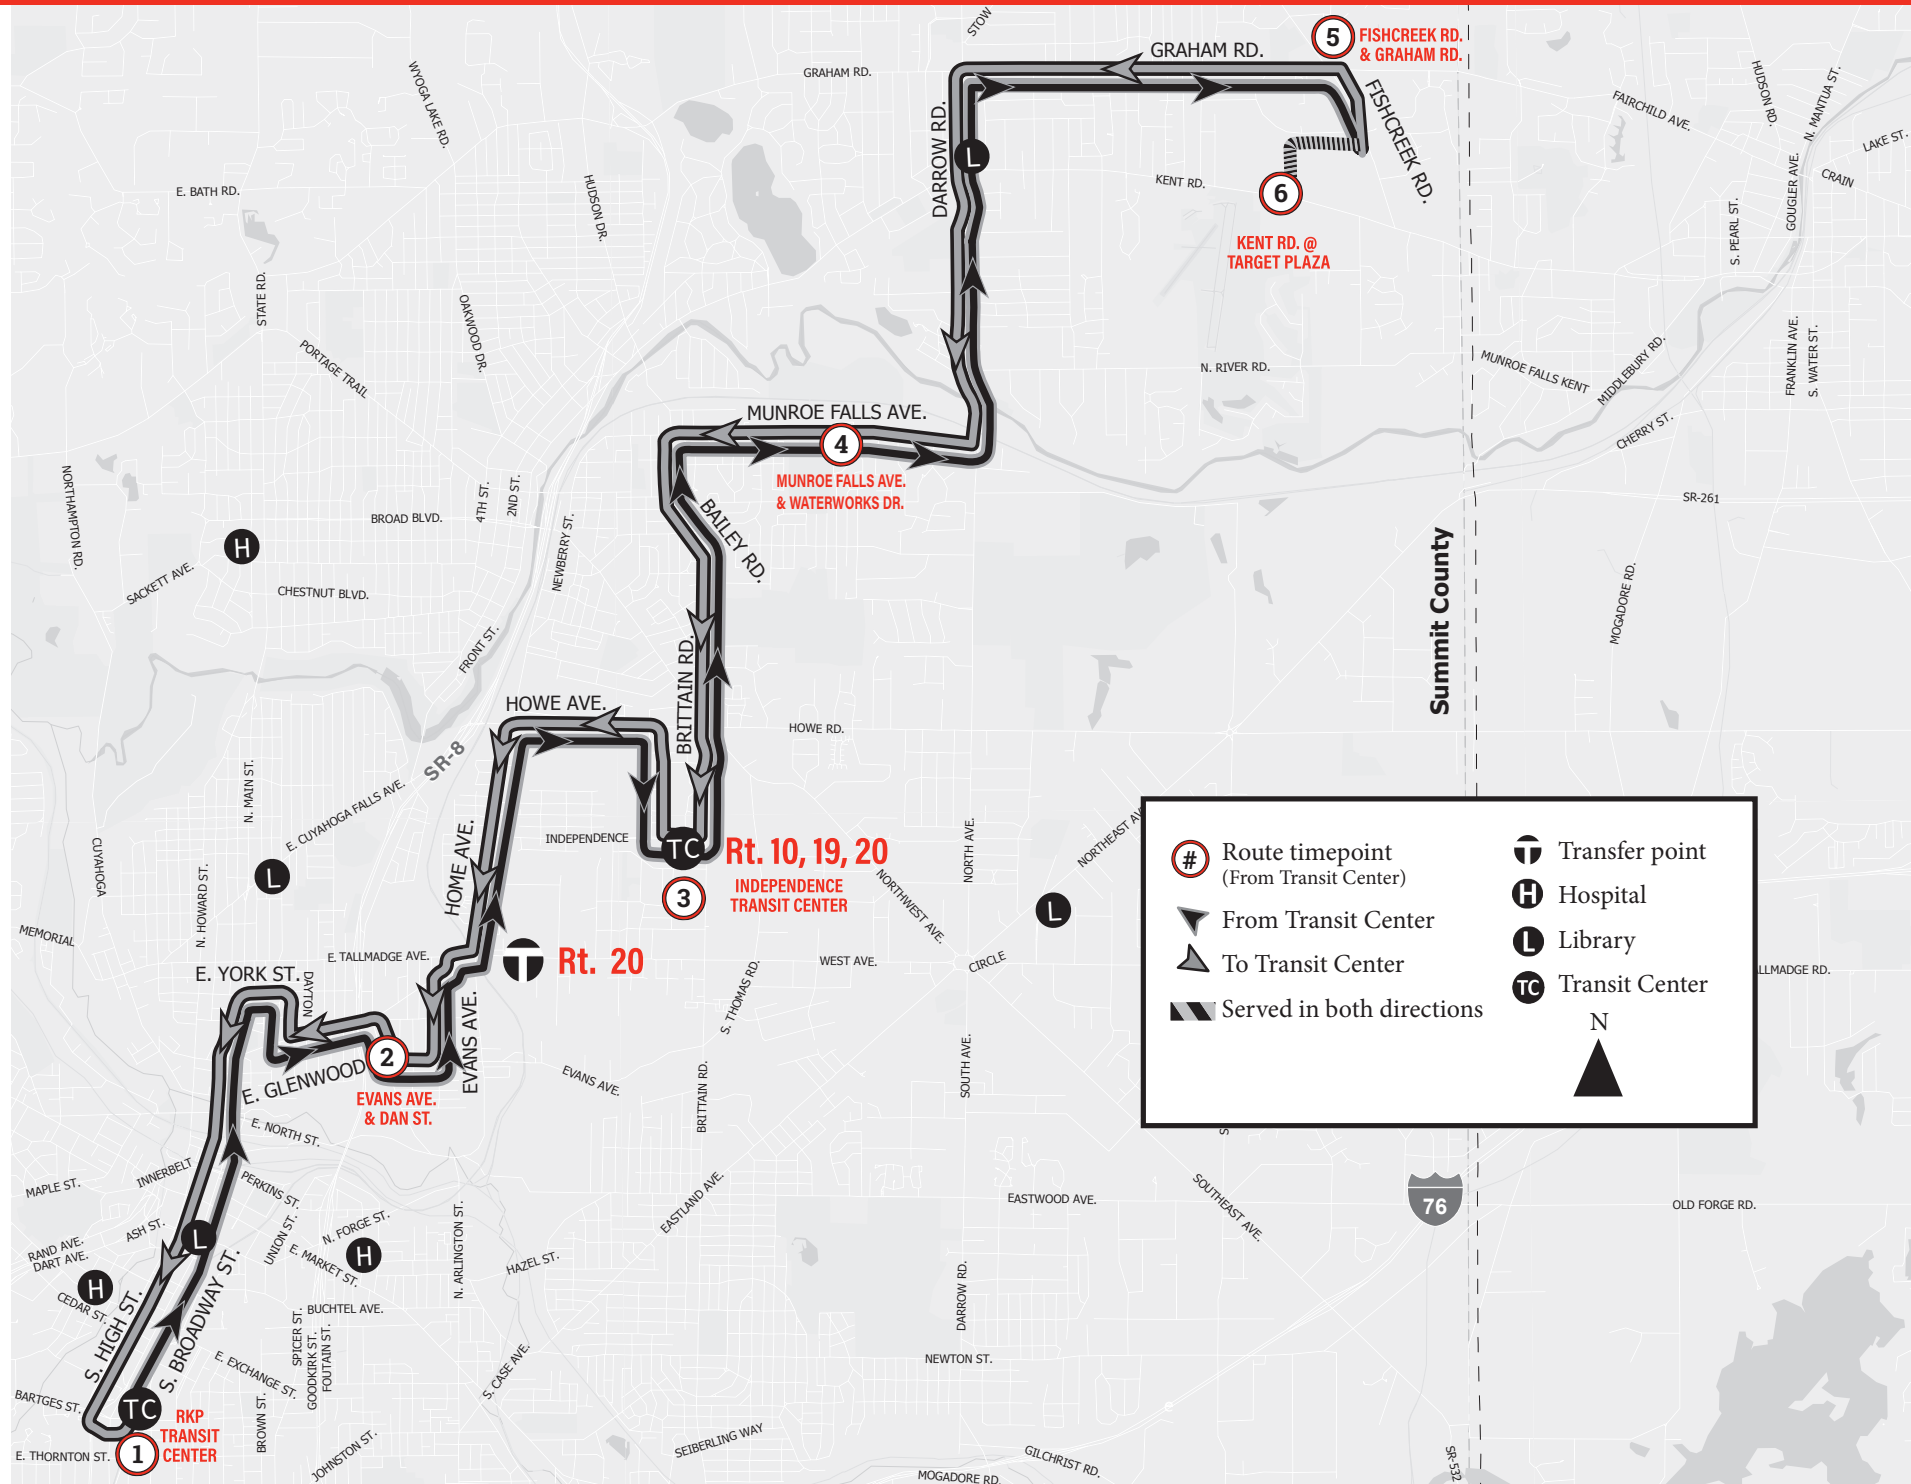 STOW
GRAHAM RD.
GRAHAM RD.
5
FISHCREEK RD.
& GRAHAM RD.
WYOGA LAKE RD.
HUDSON RD.
N. MANTUA ST.
FAIRCHILD AVE.
LAKE ST.
DARROW RD.
FISHCREEK RD.
L
KENT RD.
6
KENT RD. @
TARGET PLAZA
E. BATH RD.
HUDSON DR.
GOUGLER AVE.
CRAIN
S. PEARL ST.
STATE RD.
OAKWOOD DR.
PORTAGE TRAIL
N. RIVER RD.
MUNROE FALLS KENT
MIDDLEBURY RD.
FRANKLIN AVE.
S. WATER ST.
CHERRY ST.
MUNROE FALLS AVE.
4
MUNROE FALLS AVE.
& WATERWORKS DR.
NORTHAMPTON RD.
4TH ST.
2ND ST.
BROAD BLVD.
NEWBERRY ST.
BAILEY RD.
SR-261
H
SACKETT AVE.
CHESTNUT BLVD.
FRONT ST.
Summit County
MOGADORE RD.
BRITTAIN RD.
HOWE AVE.
HOWE RD.
SR-8
N. MAIN ST.
E. CUYAHOGA FALLS AVE.
CUYAHOGA
N. HOWARD ST.
L
HOME AVE.
INDEPENDENCE
TC
Rt. 10, 19, 20
3
INDEPENDENCE
TRANSIT CENTER
NORTH AVE.
NORTHEAST AV
NORTHWEST AVE.
L
#
Route timepoint
(From Transit Center)
From Transit Center
To Transit Center
Served in both directions
T
Transfer point
H
Hospital
L
Library
TC
Transit Center
N
MEMORIAL
E. TALLMADGE AVE.
T
Rt. 20
WEST AVE.
CIRCLE
LLMADGE RD.
E. YORK ST.
DAYTON
S. THOMAS RD.
EVANS AVE.
E. GLENWOOD
2
EVANS AVE.
& DAN ST.
EVANS AVE.
BRITTAIN RD.
SOUTH AVE.
S
E. NORTH ST.
INNERBELT
MAPLE ST.
PERKINS ST.
EASTLAND AVE.
EASTWOOD AVE.
SOUTHEAST AVE.
76
OLD FORGE RD.
ASH ST.
L
UNION ST.
N. FORGE ST.
H
E. MARKET ST.
N. ARLINGTON ST.
HAZEL ST.
RAND AVE.
DART AVE.
H
CEDAR ST.
S. HIGH ST.
S. BROADWAY ST.
BUCHTEL AVE.
SPICER ST.
GOODKIRK ST.
FOUTAIN ST.
DARROW RD.
E. EXCHANGE ST.
NEWTON ST.
BARTGES ST.
TC
RKP
TRANSIT
CENTER
1
BROWN ST.
S. CASE AVE.
E. THORNTON ST.
JOHNSTON ST.
SEIBERLING WAY
GILCHRIST RD.
MOGADORE RD.
SR-532